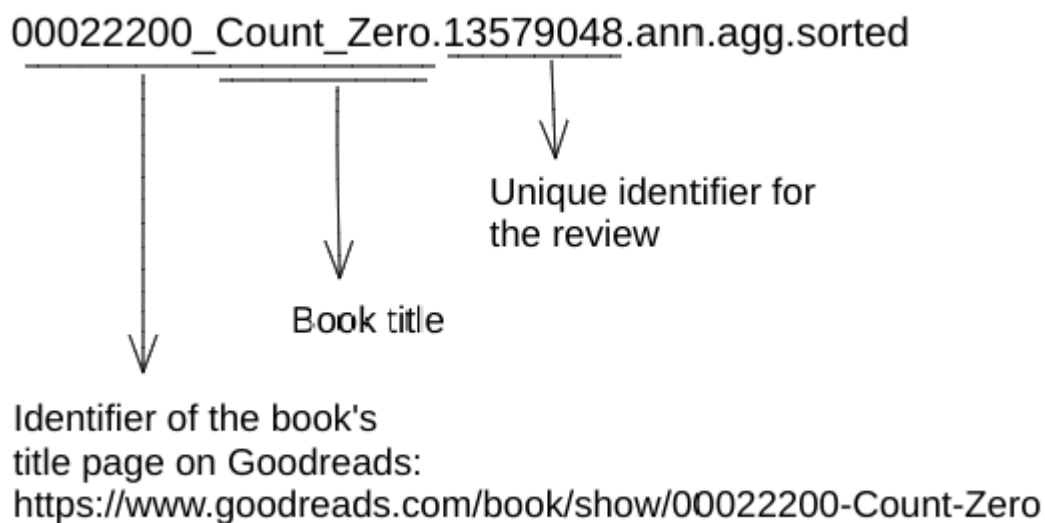 00022200_Count_Zero.13579048.ann.agg.sorted
Unique identifier for
the review
Book title
Identifier of the book's
title page on Goodreads:
https://www.goodreads.com/book/show/00022200-Count-Zero